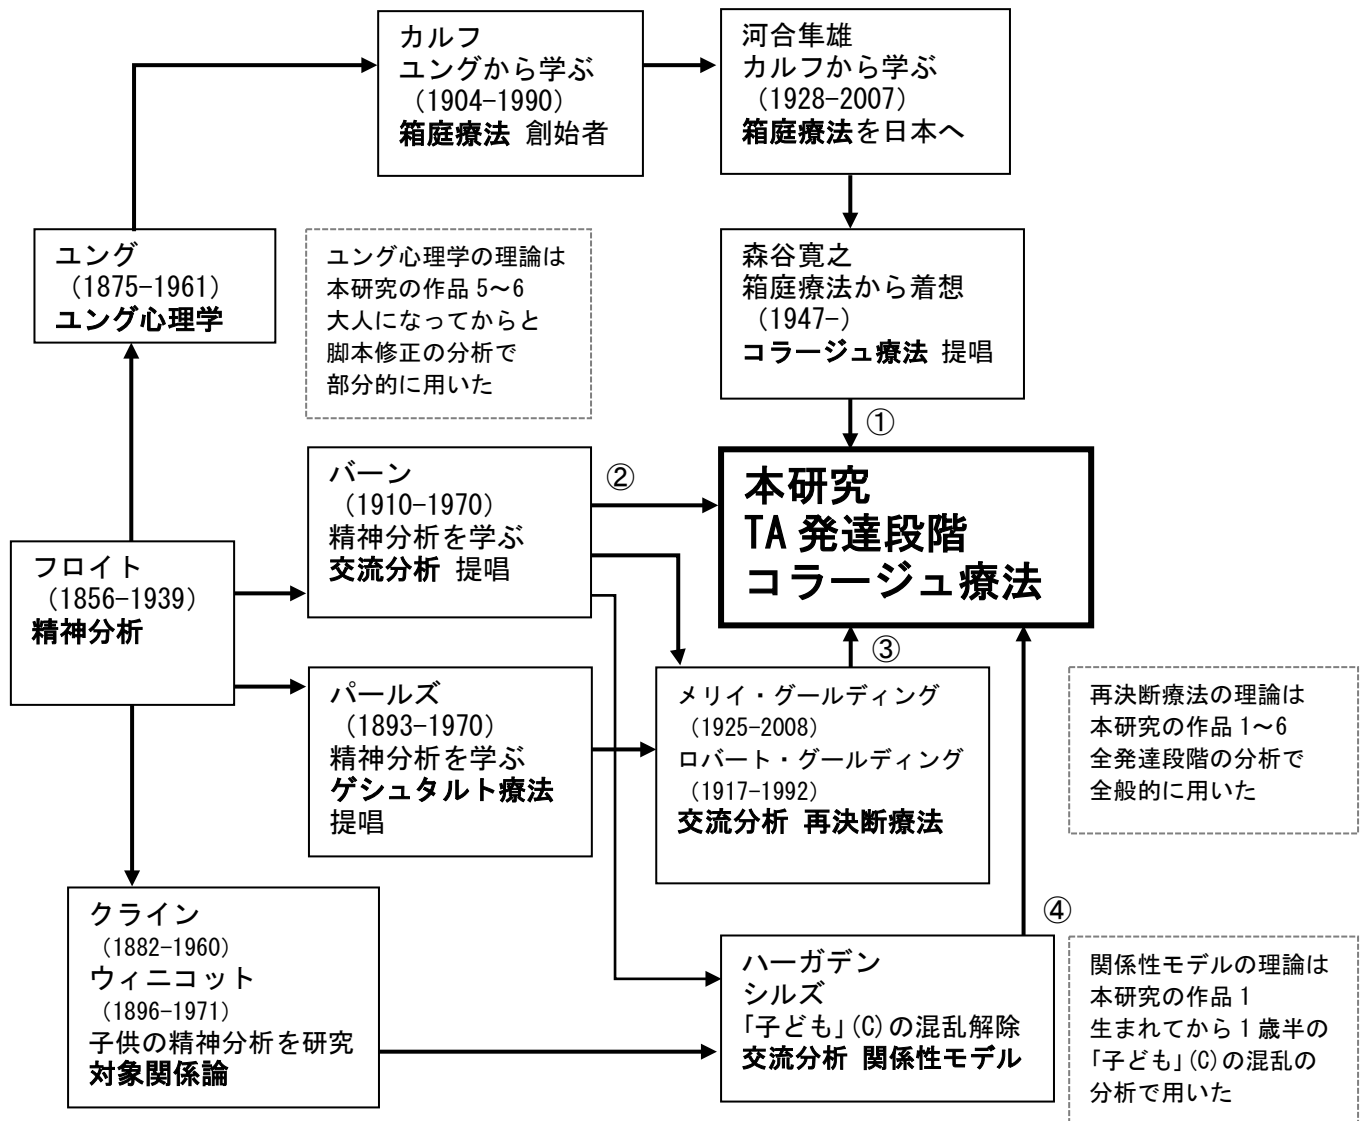 カルフ
ユングから学ぶ
（1904-1990）
箱庭療法 創始者
河合隼雄
カルフから学ぶ
（1928-2007）
箱庭療法を日本へ
ユング
（1875-1961）
ユング心理学
ユング心理学の理論は
本研究の作品 5～6
大人になってからと
脚本修正の分析で
部分的に用いた
森谷寛之
箱庭療法から着想
（1947-）
コラージュ療法 提唱
①
バーン
（1910-1970）
精神分析を学ぶ
交流分析 提唱
②
本研究
TA 発達段階
コラージュ療法
フロイト
（1856-1939）
精神分析
③
パールズ
（1893-1970）
精神分析を学ぶ
ゲシュタルト療法
提唱
メリイ・グールディング
（1925-2008）
ロバート・グールディング
（1917-1992）
交流分析 再決断療法
再決断療法の理論は
本研究の作品 1～6
全発達段階の分析で
全般的に用いた
クライン
（1882-1960）
ウィニコット
（1896-1971）
子供の精神分析を研究
対象関係論
④
ハーガデン
シルズ
「子ども」(C)の混乱解除
交流分析 関係性モデル
関係性モデルの理論は
本研究の作品 1
生まれてから 1 歳半の
「子ども」(C)の混乱の
分析で用いた